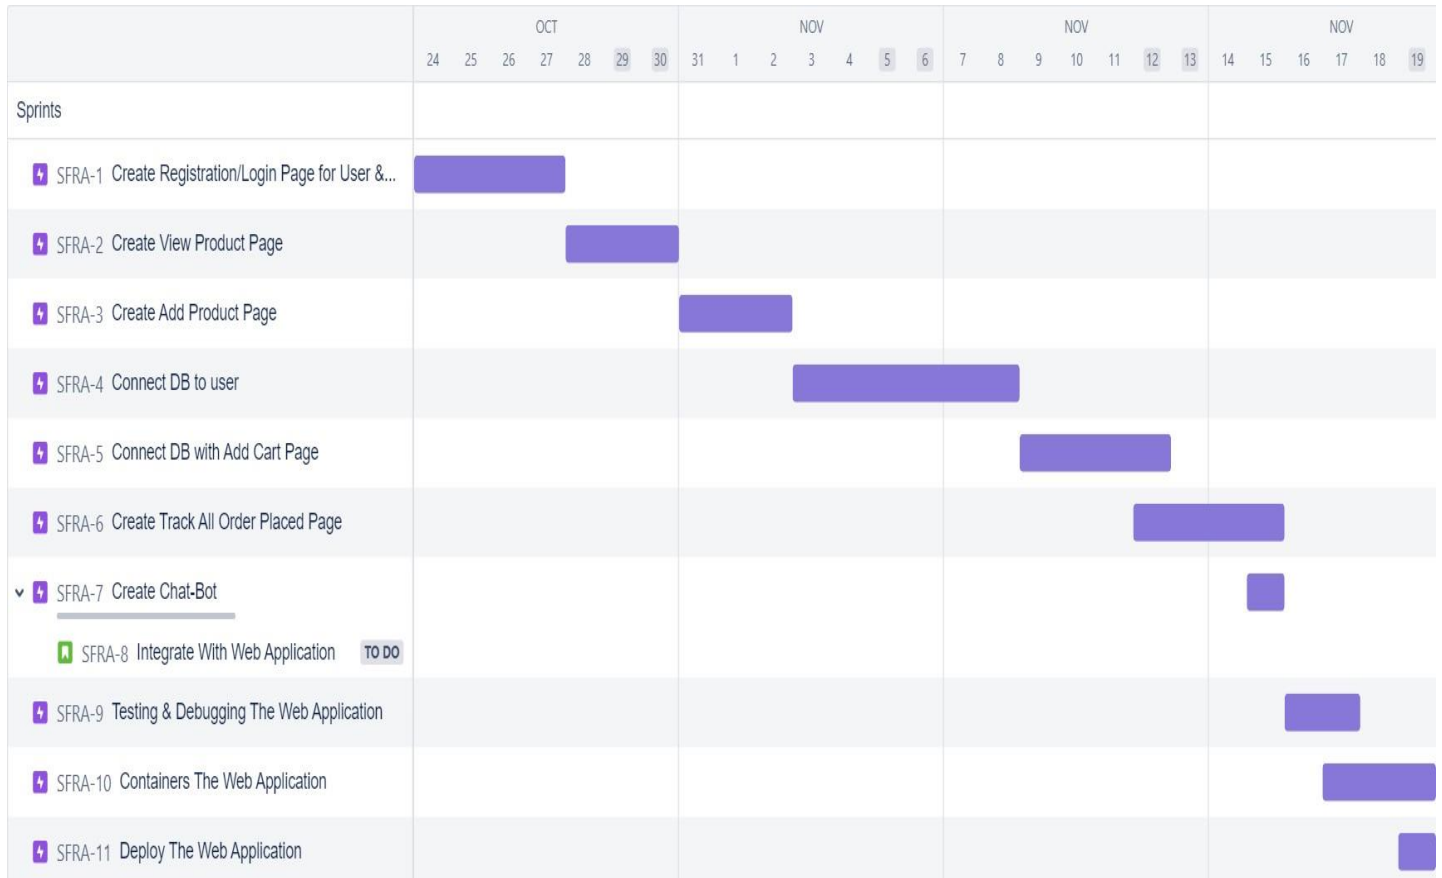 OCT NOV NOV NOV
24 25 26 27 28 29 30 31 1 2 3 4 5 6 7 8 9 10 11 12 13 14 15 16 17 18 19
Sprints
SFRA-1 Create Registration/Login Page for User &...
SFRA-2 Create View Product Page
SFRA-3 Create Add Product Page
SFRA-4 Connect DB to user
SFRA-5 Connect DB with Add Cart Page
SFRA-6 Create Track All Order Placed Page
SFRA-7 Create Chat-Bot
SFRA-8 Integrate With Web Application TO DO
SFRA-9 Testing & Debugging The Web Application
SFRA-10 Containers The Web Application
SFRA-11 Deploy The Web Application